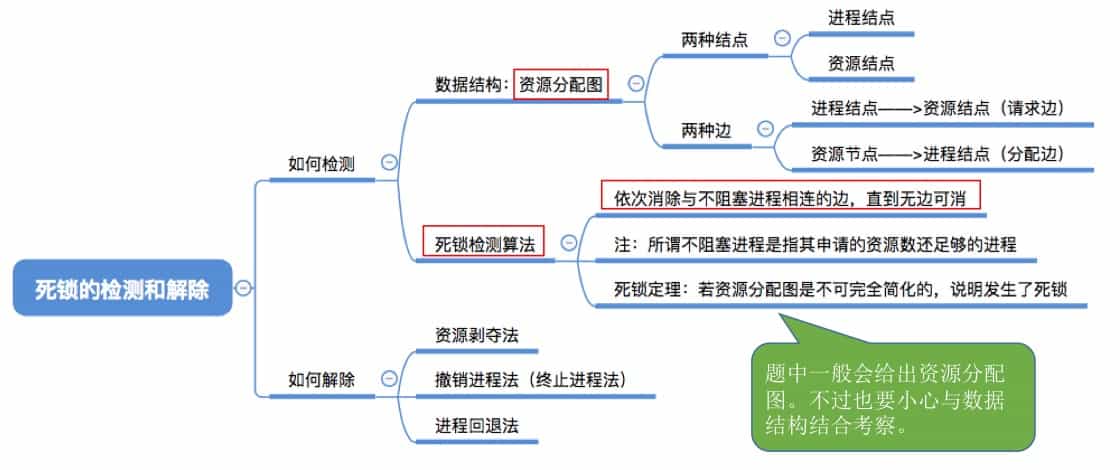 死锁的检测和解除
如何检测
数据结构：资源分配图
两种结点
进程结点
资源结点
两种边
进程结点——>资源结点（请求边）
资源节点——>进程结点（分配边）
死锁检测算法
依次消除与不阻塞进程相连的边，直到无边可消
注：所谓不阻塞进程是指其申请的资源数还足够的进程
死锁定理：若资源分配图是不可完全简化的，说明发生了死锁
如何解除
资源剥夺法
撤销进程法（终止进程法）
进程回退法
题中一般会给出资源分配
图。不过也要小心与数据
结构结合考察。